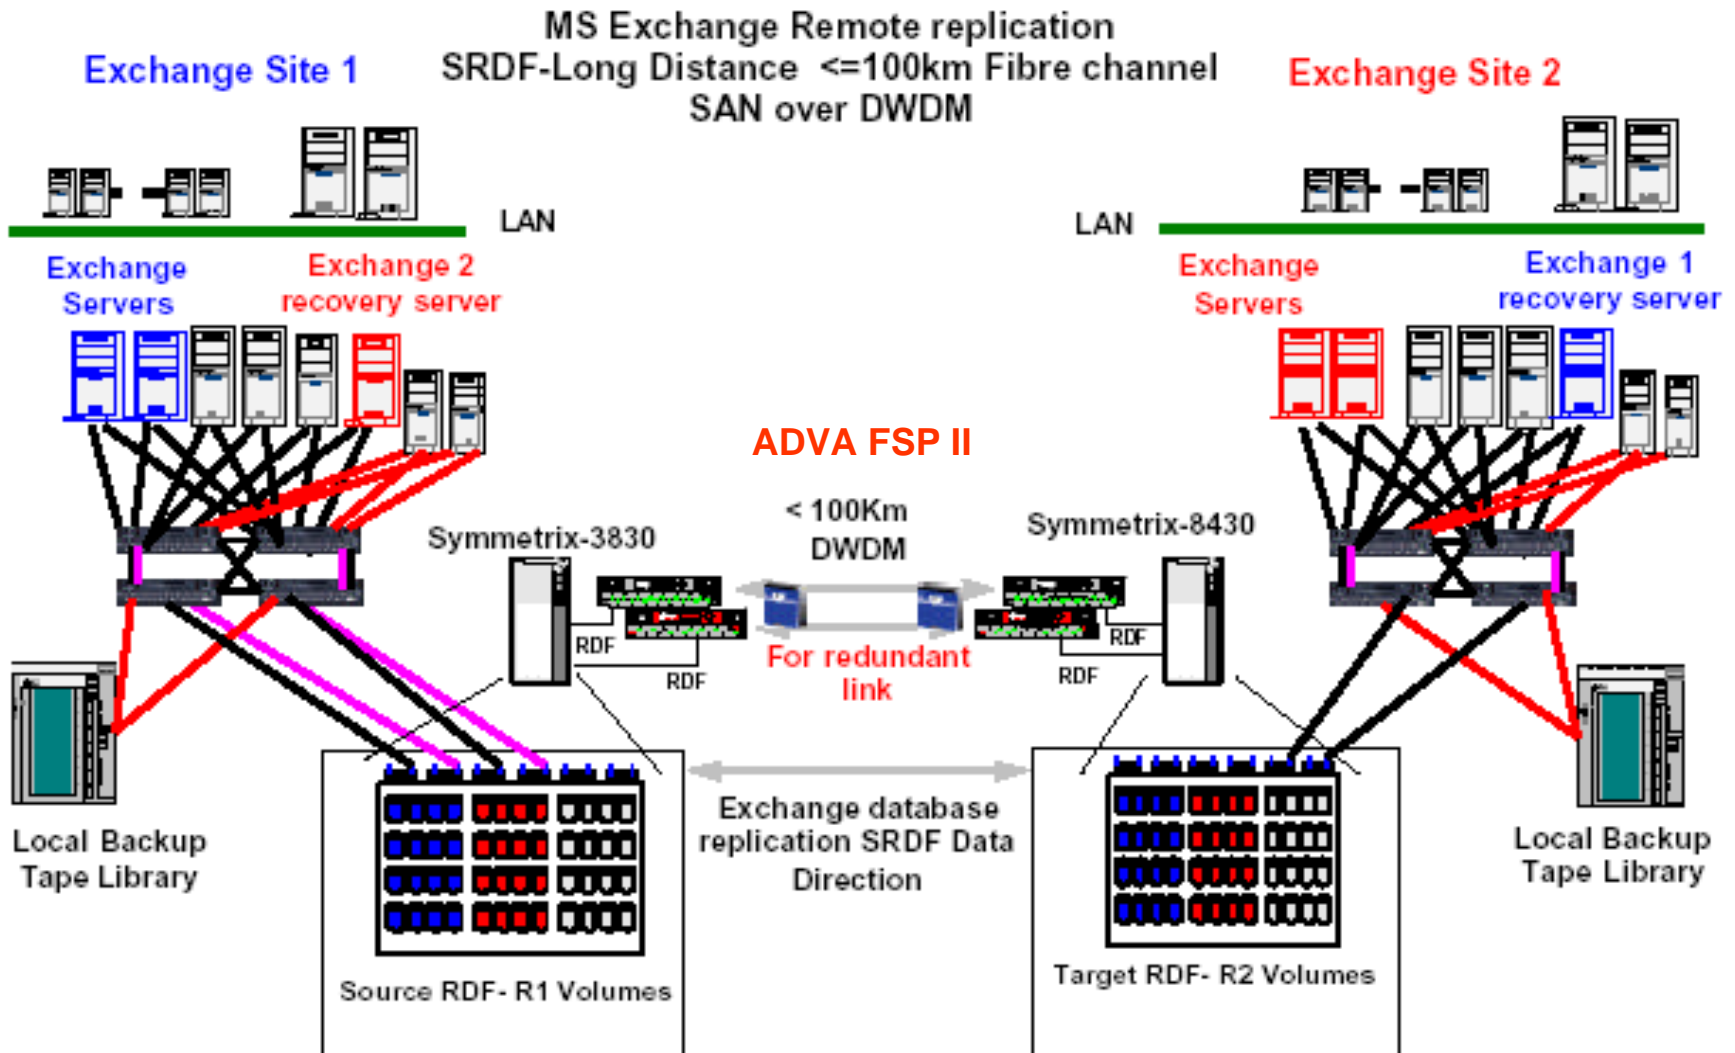 MS Exchange Remote replication
SRDF-Long Distance <=100km Fibre channel
SAN over DWDM
Exchange Site 1
Exchange Site 2
LAN
LAN
Exchange
Servers
Exchange 2
recovery server
Exchange
Servers
Exchange 1
recovery server
ADVA FSP II
< 100Km
DWDM
Symmetrix-3830
Symmetrix-8430
RDF
RDF
RDF
RDF
For redundant
link
Exchange database
replication SRDF Data
Direction
Local Backup
Tape Library
Local Backup
Tape Library
Source RDF- R1 Volumes
Target RDF- R2 Volumes